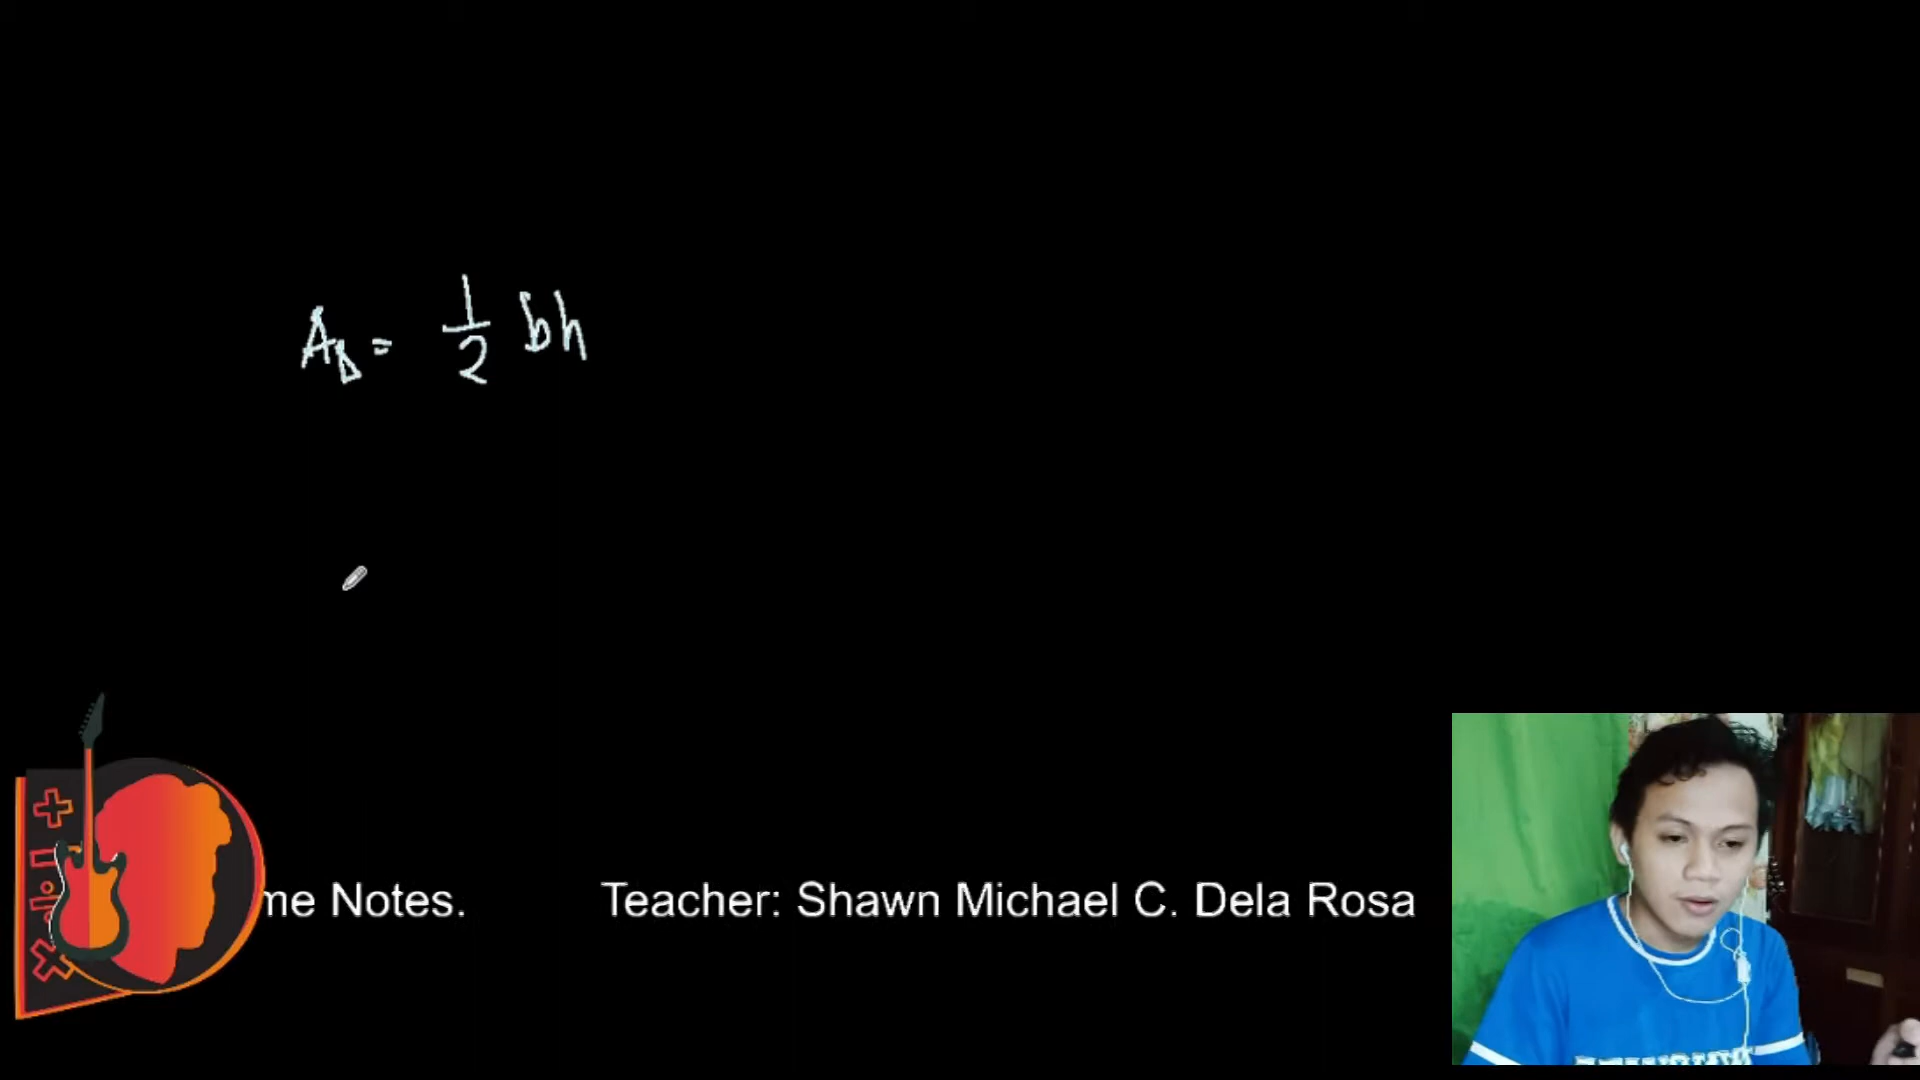 A△ = 1/2 bh
me Notes. Teacher: Shawn Michael C. Dela Rosa